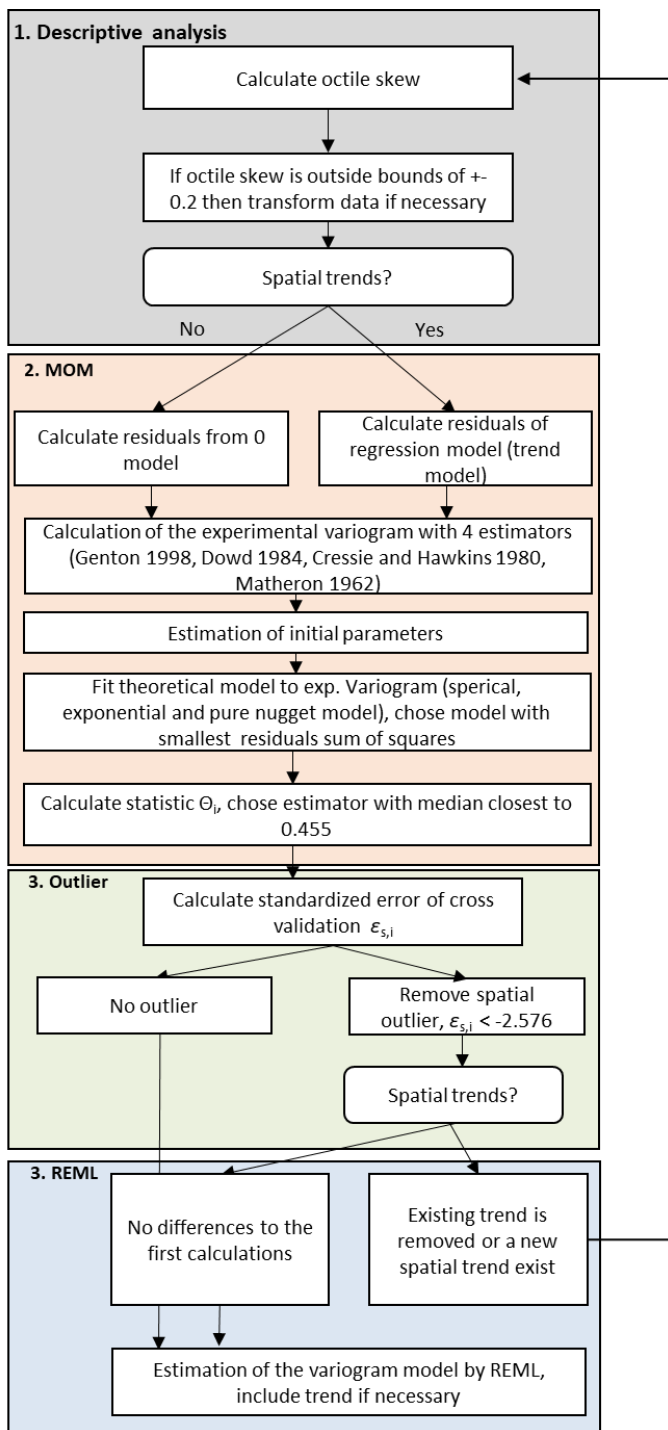 1. Descriptive analysis
Calculate octile skew
If octile skew is outside bounds of +-
0.2 then transform data if necessary
Spatial trends?
No
Yes
2. MOM
Calculate residuals from 0
model
Calculate residuals of
regression model (trend
model)
Calculation of the experimental variogram with 4 estimators
(Genton 1998, Dowd 1984, Cressie and Hawkins 1980,
Matheron 1962)
Estimation of initial parameters
Fit theoretical model to exp. Variogram (sperical,
exponential and pure nugget model), chose model with
smallest residuals sum of squares
Calculate statistic Θi, chose estimator with median closest to
0.455
3. Outlier
Calculate standardized error of cross
validation εs,i
No outlier
Remove spatial
outlier, εs,i < -2.576
Spatial trends?
3. REML
No differences to the
first calculations
Existing trend is
removed or a new
spatial trend exist
Estimation of the variogram model by REML,
include trend if necessary